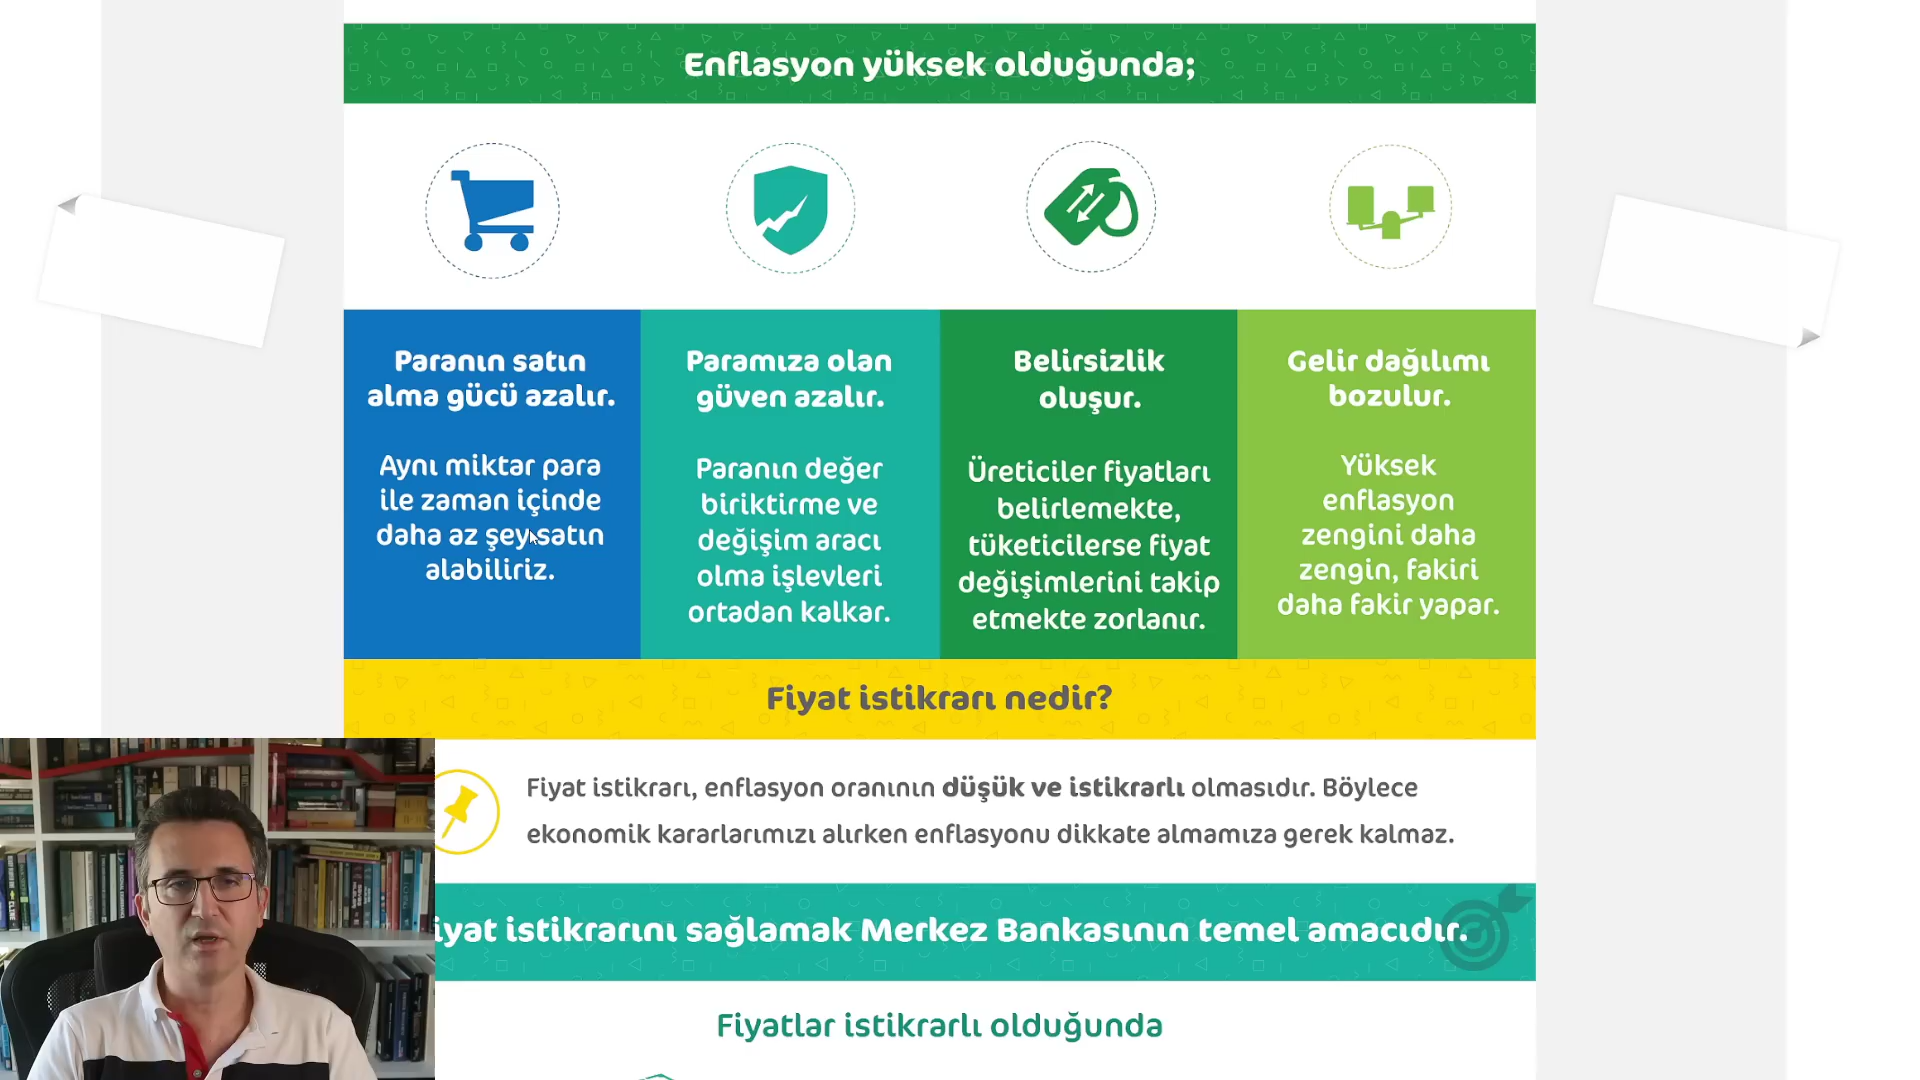 Enflasyon yüksek olduğunda;
Paranın satın
alma gücü azalır.
Aynı miktar para
ile zaman içinde
daha az şey satın
alabiliriz.
Paramıza olan
güven azalır.
Paranın değer
biriktirme ve
değişim aracı
olma işlevleri
ortadan kalkar.
Belirsizlik
oluşur.
Üreticiler fiyatları
belirlemekte,
tüketicilerse fiyat
değişimlerini takip
etmekte zorlanır.
Gelir dağılımı
bozulur.
Yüksek
enflasyon
zengini daha
zengin, fakiri
daha fakir yapar.
Fiyat istikrarı nedir?
Fiyat istikrarı, enflasyon oranının düşük ve istikrarlı olmasıdır. Böylece
ekonomik kararlarımızı alırken enflasyonu dikkate almamıza gerek kalmaz.
iyat istikrarını sağlamak Merkez Bankasının temel amacıdır.
Fiyatlar istikrarlı olduğunda